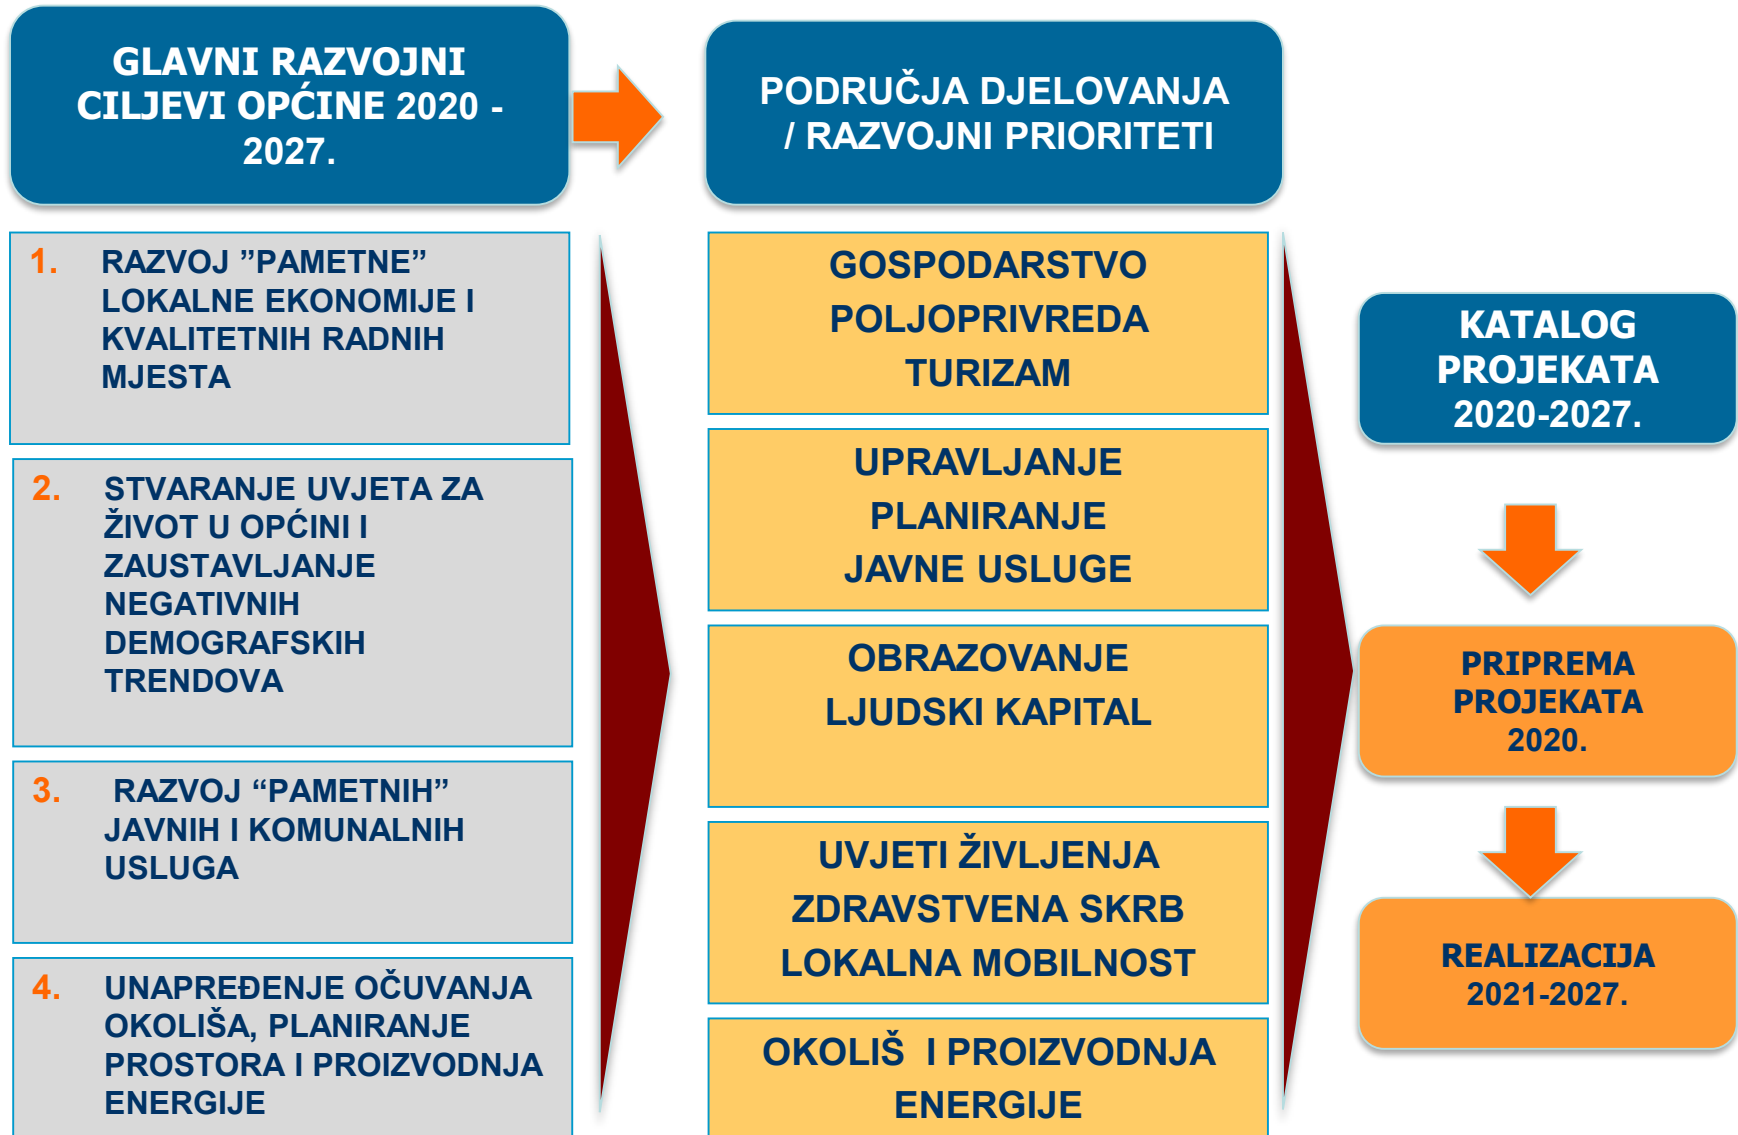 GLAVNI RAZVOJNI
CILJEVI OPĆINE 2020 -
2027.
PODRUČJA DJELOVANJA
/ RAZVOJNI PRIORITETI
1. RAZVOJ ”PAMETNE”
LOKALNE EKONOMIJE I
KVALITETNIH RADNIH
MJESTA
2. STVARANJE UVJETA ZA
ŽIVOT U OPĆINI I
ZAUSTAVLJANJE
NEGATIVNIH
DEMOGRAFSKIH
TRENDOVA
3. RAZVOJ “PAMETNIH”
JAVNIH I KOMUNALNIH
USLUGA
4. UNAPREĐENJE OČUVANJA
OKOLIŠA, PLANIRANJE
PROSTORA I PROIZVODNJA
ENERGIJE
GOSPODARSTVO
POLJOPRIVREDA
TURIZAM
UPRAVLJANJE
PLANIRANJE
JAVNE USLUGE
OBRAZOVANJE
LJUDSKI KAPITAL
UVJETI ŽIVLJENJA
ZDRAVSTVENA SKRB
LOKALNA MOBILNOST
OKOLIŠ I PROIZVODNJA
ENERGIJE
KATALOG
PROJEKATA
2020-2027.
PRIPREMA
PROJEKATA
2020.
REALIZACIJA
2021-2027.